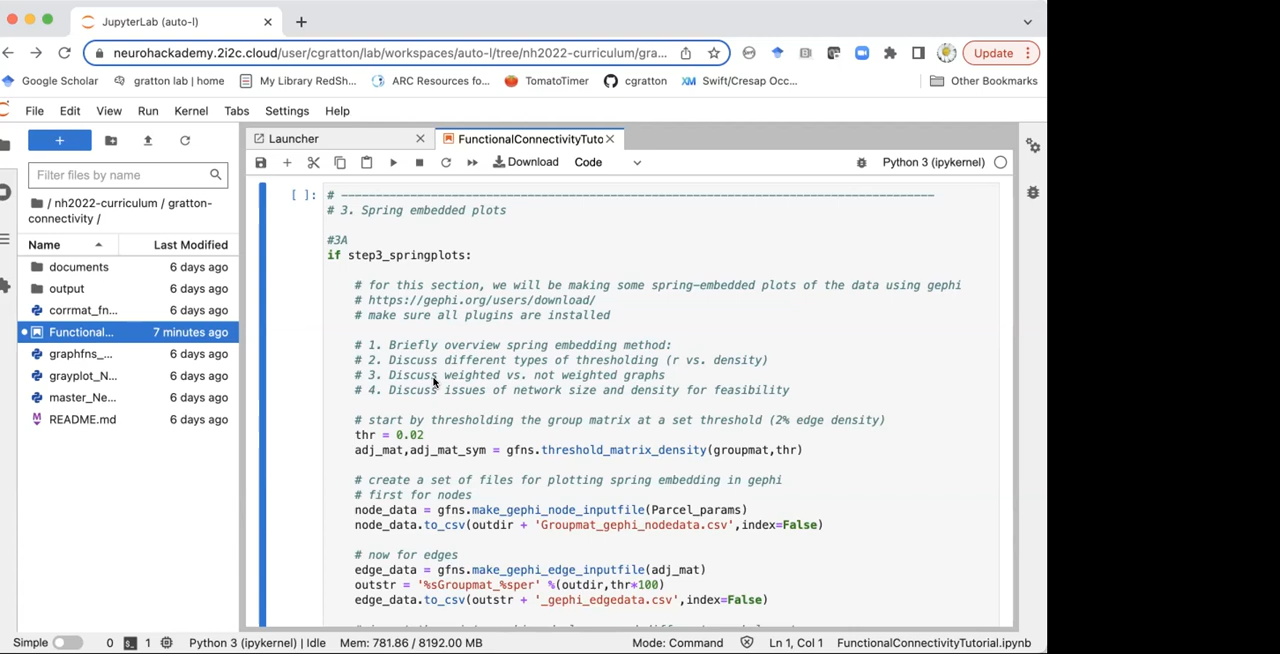 JupyterLab (auto-l)
neurohackademy.2i2c.cloud/user/cgratton/lab/workspaces/auto-l/tree/nh2022-curriculum/gra...
Update
Google Scholar
gratton lab | home
My Library RedSh...
ARC Resources fo...
TomatoTimer
cgratton
XM Swift/Cresap Occ...
Other Bookmarks
File Edit View Run Kernel Tabs Settings Help
Launcher
FunctionalConnectivityTuto
Download
Code
Python 3 (ipykernel)
Filter files by name
/ nh2022-curriculum / gratton-
connectivity /
Name Last Modified
documents 6 days ago
output 6 days ago
corrmat_fn... 6 days ago
Functional... 7 minutes ago
graphfns_... 6 days ago
grayplot_N... 6 days ago
master_Ne... 6 days ago
README.md 6 days ago
[ ]: # --------------------------------------------------------------------------------------
# 3. Spring embedded plots
#3A
if step3_springplots:
# for this section, we will be making some spring-embedded plots of the data using gephi
# https://gephi.org/users/download/
# make sure all plugins are installed
# 1. Briefly overview spring embedding method:
# 2. Discuss different types of thresholding (r vs. density)
# 3. Discuss weighted vs. not weighted graphs
# 4. Discuss issues of network size and density for feasibility
# start by thresholding the group matrix at a set threshold (2% edge density)
thr = 0.02
adj_mat,adj_mat_sym = gfns.threshold_matrix_density(groupmat,thr)
# create a set of files for plotting spring embedding in gephi
# first for nodes
node_data = gfns.make_gephi_node_inputfile(Parcel_params)
node_data.to_csv(outdir + 'Groupmat_gephi_nodedata.csv',index=False)
# now for edges
edge_data = gfns.make_gephi_edge_inputfile(adj_mat)
outstr = '%sGroupmat_%sper' %(outdir,thr*100)
edge_data.to_csv(outstr + '_gephi_edgedata.csv',index=False)
Simple 0 1 Python 3 (ipykernel) | Idle Mem: 781.86 / 8192.00 MB Mode: Command Ln 1, Col 1 FunctionalConnectivityTutorial.ipynb